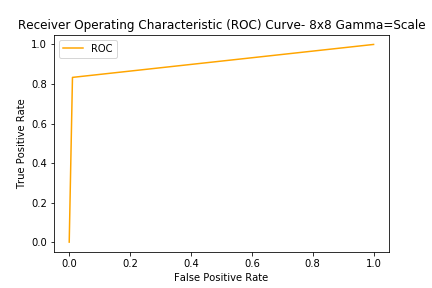 Receiver Operating Characteristic (ROC) Curve- 8x8 Gamma=Scale
ROC
1.0
0.8
0.6
0.4
0.2
0.0
True Positive Rate
0.0 0.2 0.4 0.6 0.8 1.0
False Positive Rate